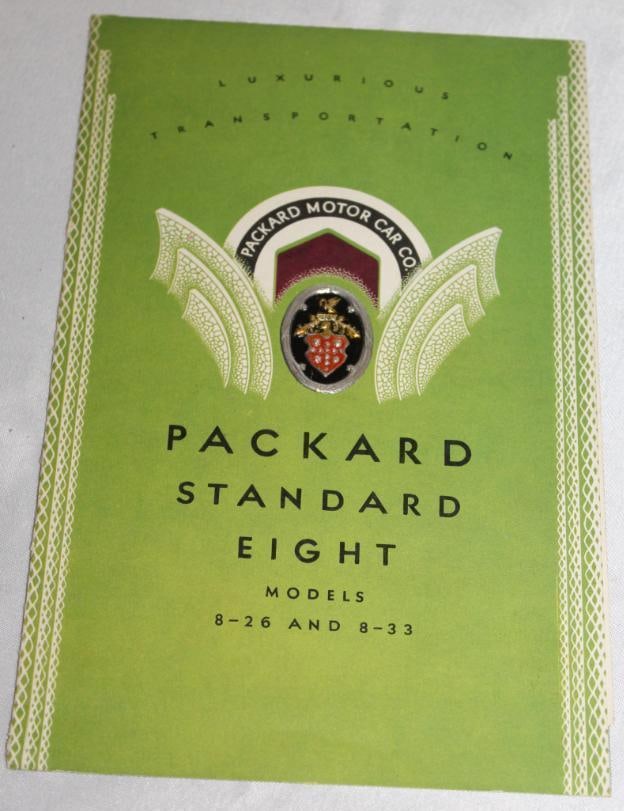 LUXURIOUS
TRANSPORTATION
PACKARD MOTOR CAR CO.
PACKARD
STANDARD
EIGHT
MODELS
8-26 AND 8-33